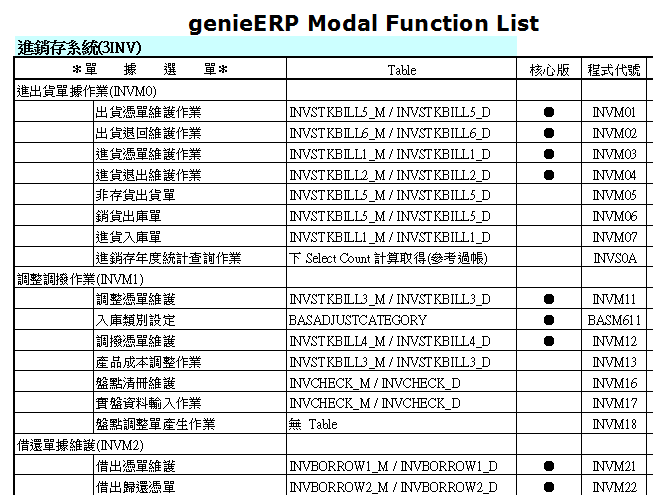 genieERP Modal Function List
進銷存系統(3INV)
＊單 據 選 單＊ Table 核心版 程式代號
進出貨單據作業(INVM0)
出貨憑單維護作業 INVSTKBILL5_M / INVSTKBILL5_D ● INVM01
出貨退回維護作業 INVSTKBILL6_M / INVSTKBILL6_D ● INVM02
進貨憑單維護作業 INVSTKBILL1_M / INVSTKBILL1_D ● INVM03
進貨退出維護作業 INVSTKBILL2_M / INVSTKBILL2_D ● INVM04
非存貨出貨單 INVSTKBILL5_M / INVSTKBILL5_D INVM05
銷貨出庫單 INVSTKBILL5_M / INVSTKBILL5_D INVM06
進貨入庫單 INVSTKBILL1_M / INVSTKBILL1_D INVM07
進銷存年度統計查詢作業 下 Select Count 計算取得(參考過帳) INVS0A
調整調撥作業(INVM1)
調整憑單維護 INVSTKBILL3_M / INVSTKBILL3_D ● INVM11
入庫類別設定 BASADJUSTCATEGORY ● BASM611
調撥憑單維護 INVSTKBILL4_M / INVSTKBILL4_D ● INVM12
產品成本調整作業 INVSTKBILL3_M / INVSTKBILL3_D INVM13
盤點清冊維護 INVCHECK_M / INVCHECK_D INVM16
實盤資料輸入作業 INVCHECK_M / INVCHECK_D INVM17
盤點調整單產生作業 無 Table INVM18
借還單據維護(INVM2)
借出憑單維護 INVBORROW1_M / INVBORROW1_D ● INVM21
借出歸還憑單 INVBORROW2_M / INVBORROW2_D ● INVM22